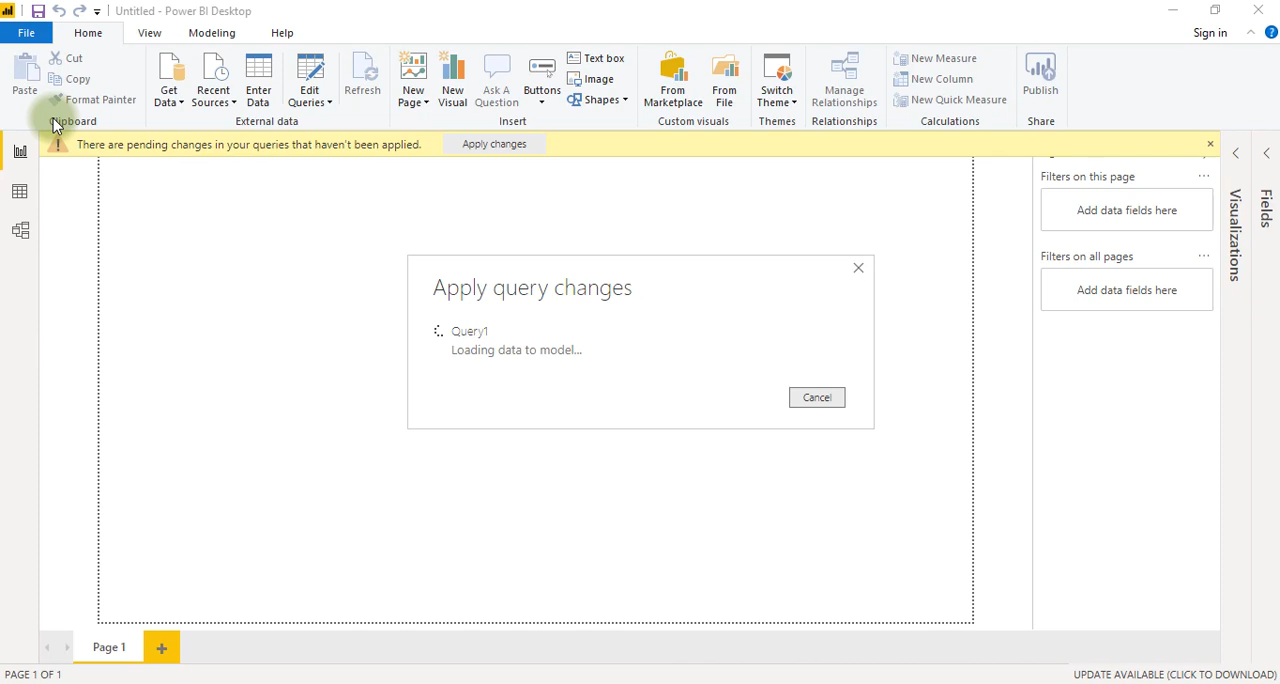 Untitled - Power BI Desktop
File
Home
View
Modeling
Help
Sign in
Paste
Cut
Copy
Format Painter
Clipboard
Get
Data
Recent
Sources
Enter
Data
Edit
Queries
Refresh
External data
New
Page
New
Visual
Ask A
Question
Buttons
Text box
Image
Shapes
Insert
From
Marketplace
From
File
Custom visuals
Switch
Theme
Themes
Manage
Relationships
Relationships
New Measure
New Column
New Quick Measure
Calculations
Publish
Share
There are pending changes in your queries that haven't been applied.
Apply changes
Filters on this page
Add data fields here
Filters on all pages
Add data fields here
Visualizations
Fields
Apply query changes
Query1
Loading data to model...
Cancel
Page 1
PAGE 1 OF 1
UPDATE AVAILABLE (CLICK TO DOWNLOAD)